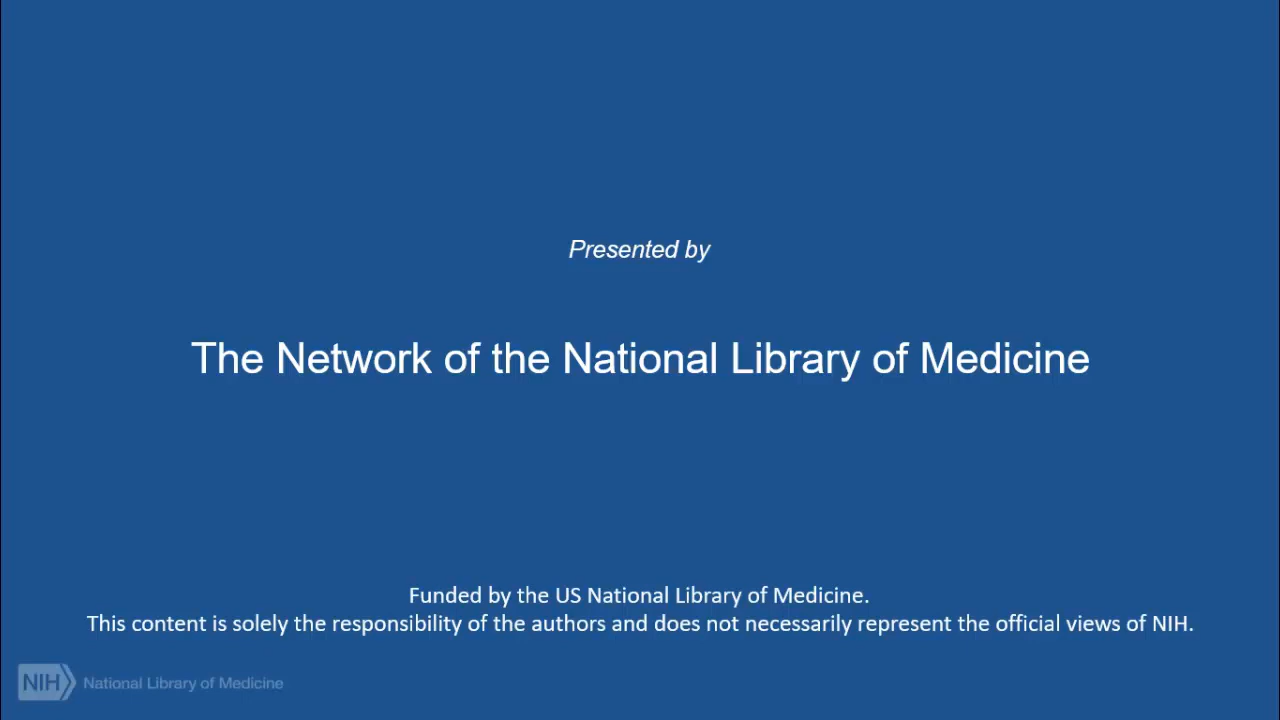 Presented by
The Network of the National Library of Medicine
Funded by the US National Library of Medicine.
This content is solely the responsibility of the authors and does not necessarily represent the official views of NIH.
NIH National Library of Medicine